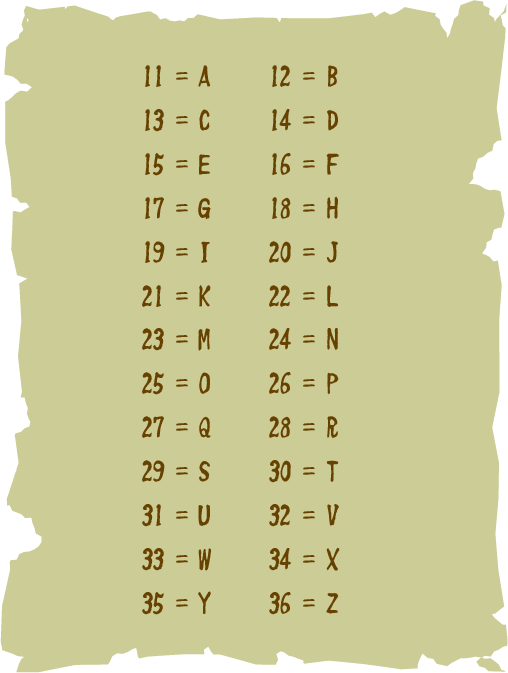 11 = A 12 = B
13 = C 14 = D
15 = E 16 = F
17 = G 18 = H
19 = I 20 = J
21 = K 22 = L
23 = M 24 = N
25 = O 26 = P
27 = Q 28 = R
29 = S 30 = T
31 = U 32 = V
33 = W 34 = X
35 = Y 36 = Z